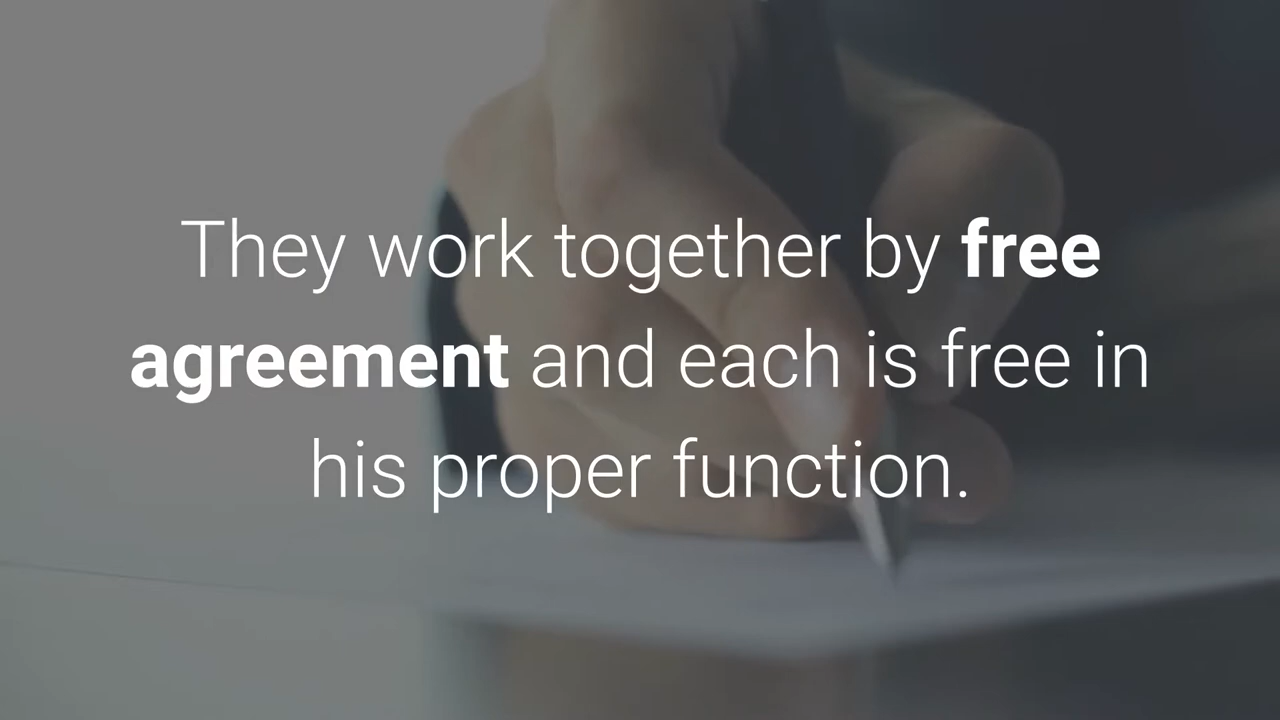 They work together by free
agreement and each is free in
his proper function.